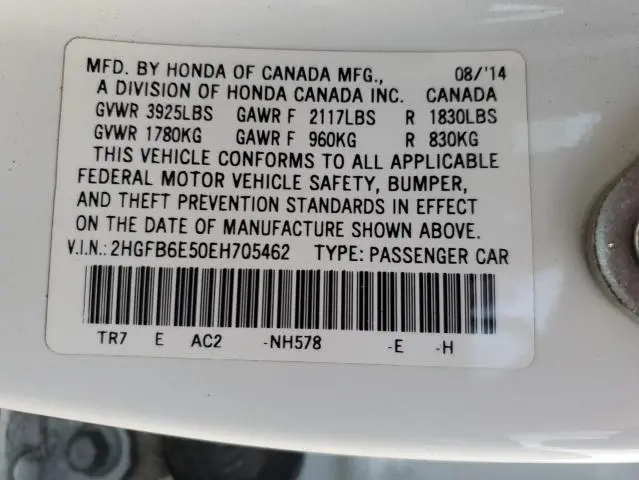 MFD. BY HONDA OF CANADA MFG., 08/'14
A DIVISION OF HONDA CANADA INC. CANADA
GVWR 3925LBS GAWR F 2117LBS R 1830LBS
GVWR 1780KG GAWR F 960KG R 830KG
THIS VEHICLE CONFORMS TO ALL APPLICABLE
FEDERAL MOTOR VEHICLE SAFETY, BUMPER,
AND THEFT PREVENTION STANDARDS IN EFFECT
ON THE DATE OF MANUFACTURE SHOWN ABOVE.
V.I.N.: 2HGFB6E50EH705462 TYPE: PASSENGER CAR
TR7 E AC2 -NH578 -E -H